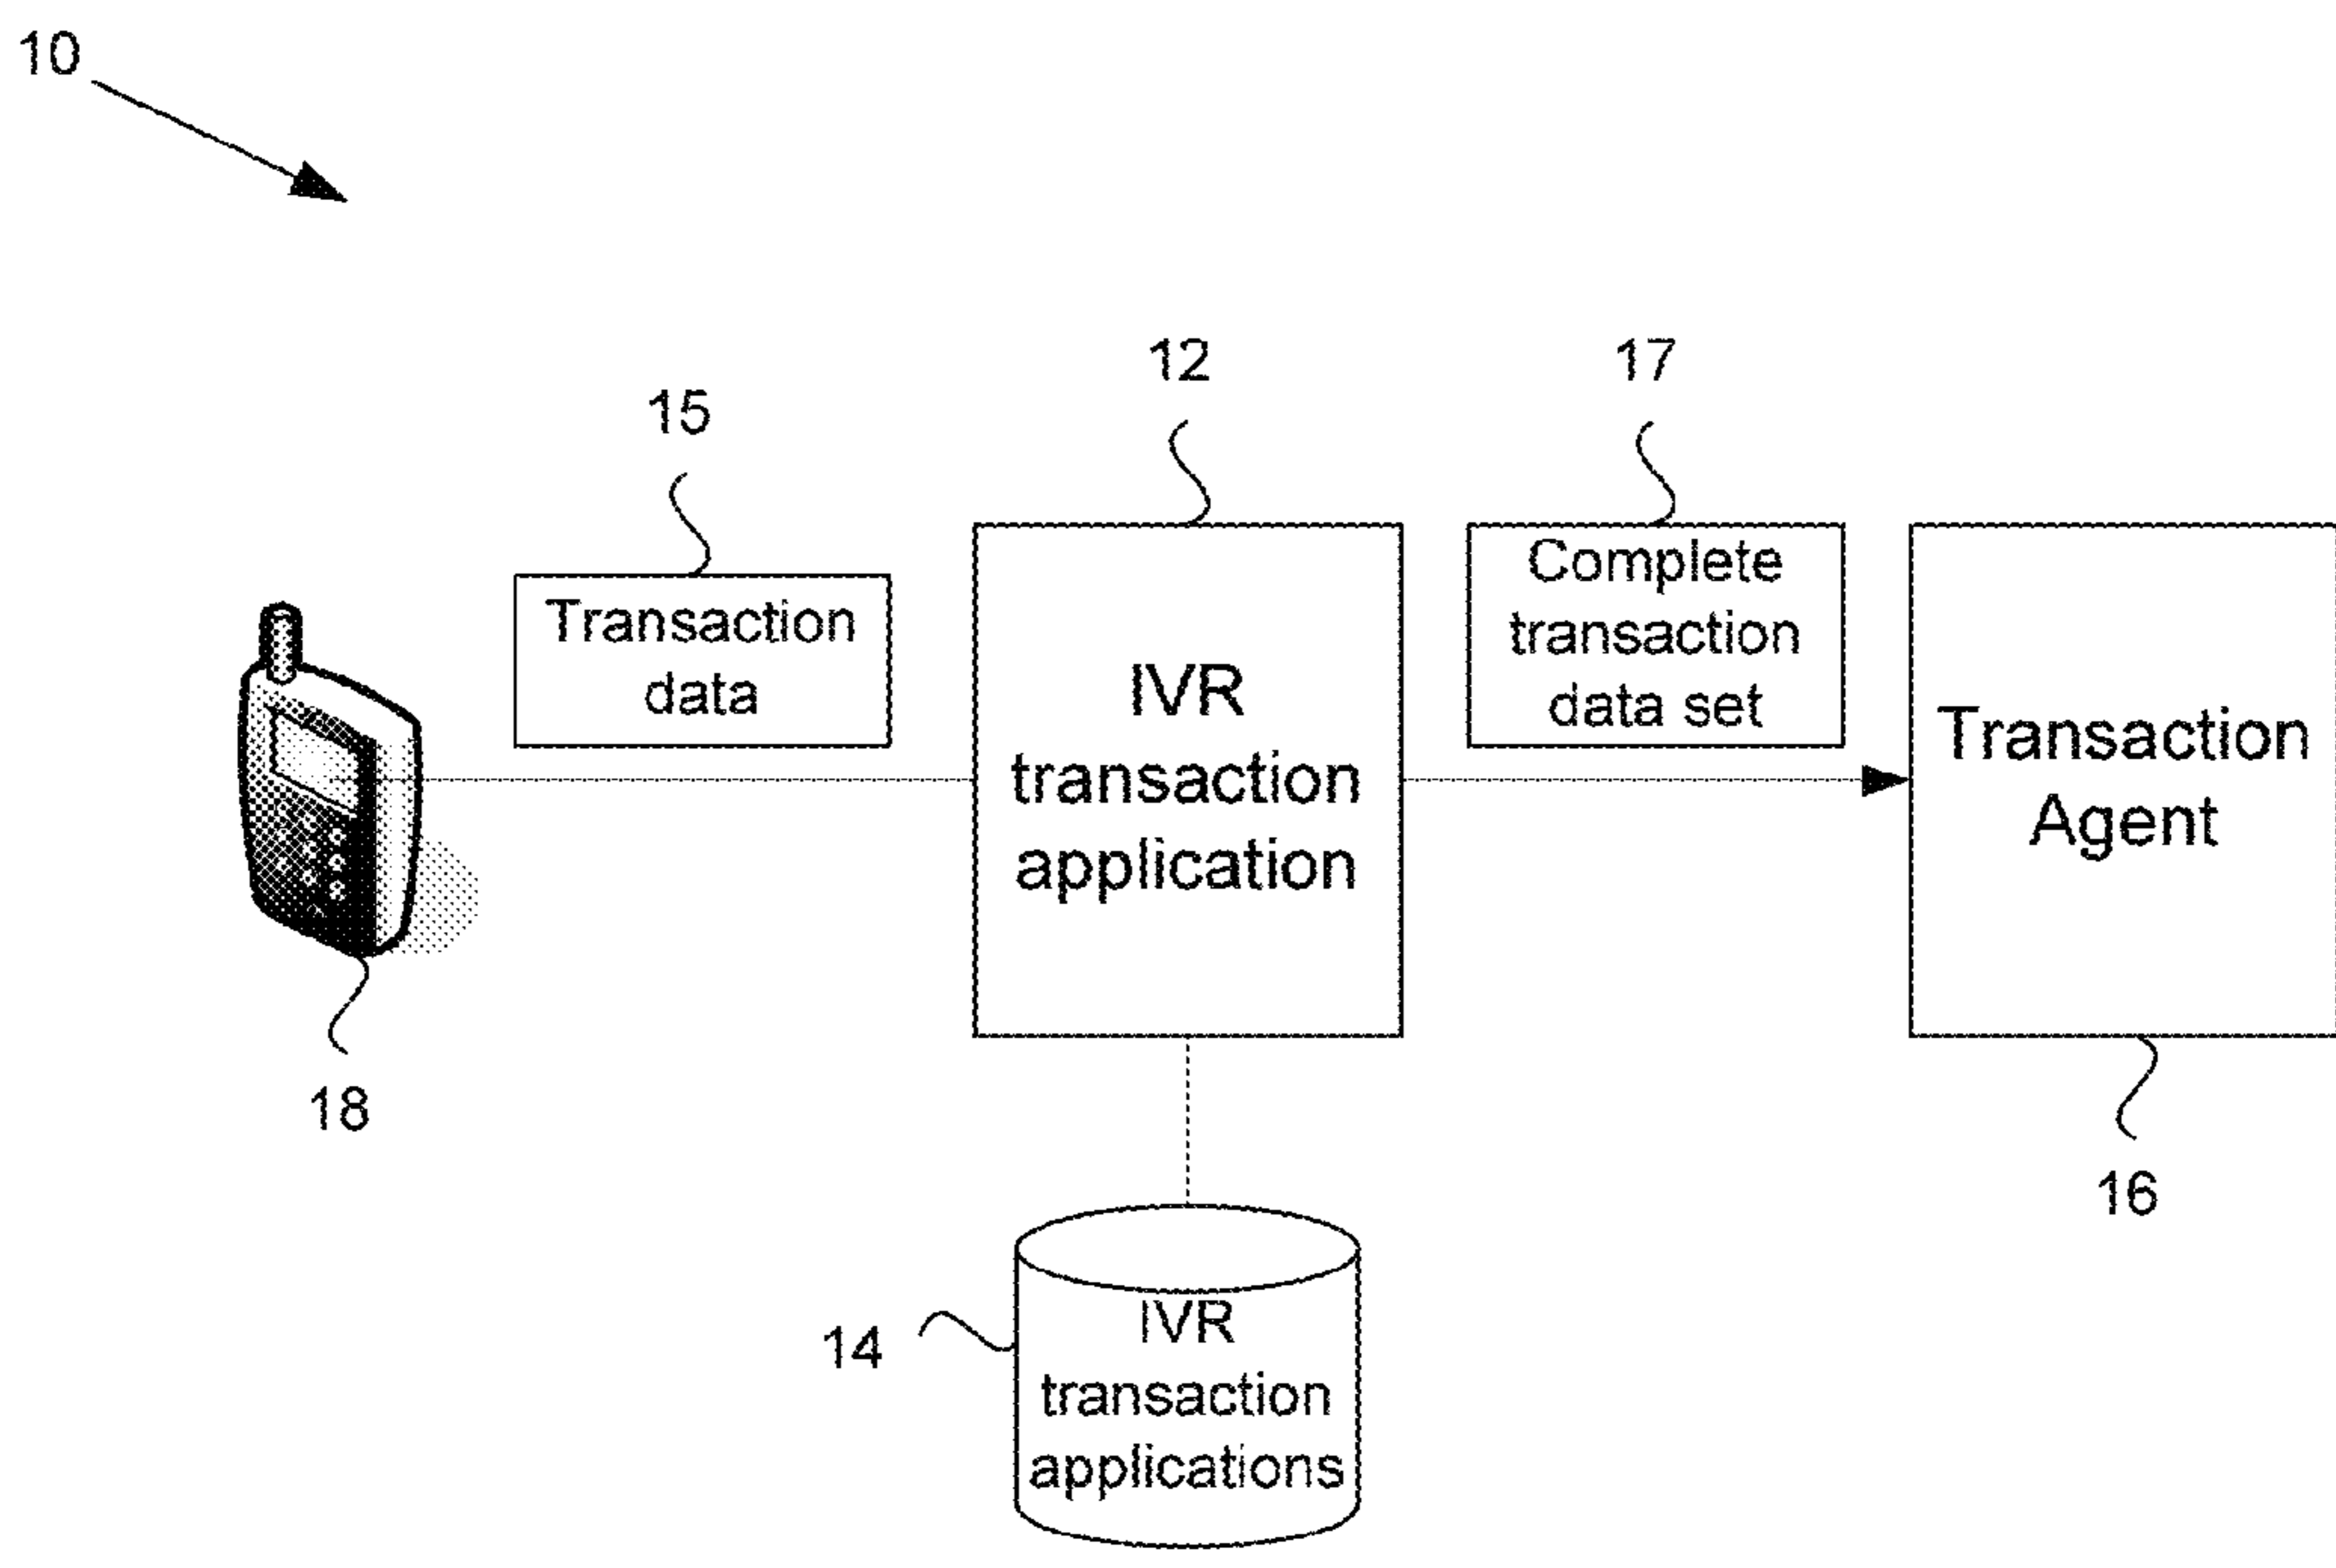 10
12
17
15
Transaction
data
IVR
transaction
application
Complete
transaction
data set
Transaction
Agent
18
16
14
IVR
transaction
applications